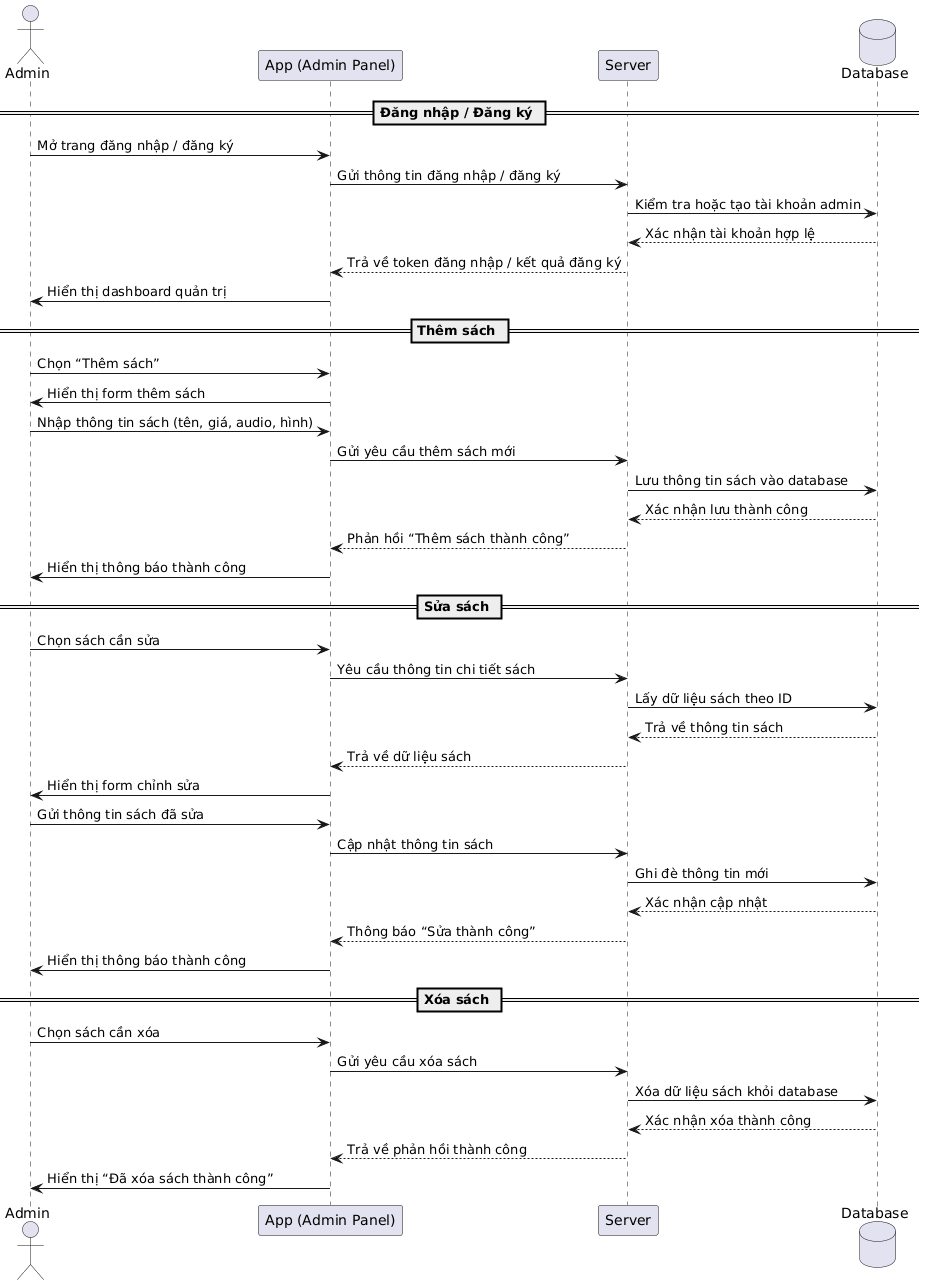 Admin
App (Admin Panel)
Server
Database
Đăng nhập / Đăng ký
Mở trang đăng nhập / đăng ký
Gửi thông tin đăng nhập / đăng ký
Kiểm tra hoặc tạo tài khoản admin
Xác nhận tài khoản hợp lệ
Trả về token đăng nhập / kết quả đăng ký
Hiển thị dashboard quản trị
Thêm sách
Chọn “Thêm sách”
Hiển thị form thêm sách
Nhập thông tin sách (tên, giá, audio, hình)
Gửi yêu cầu thêm sách mới
Lưu thông tin sách vào database
Xác nhận lưu thành công
Phản hồi “Thêm sách thành công”
Hiển thị thông báo thành công
Sửa sách
Chọn sách cần sửa
Yêu cầu thông tin chi tiết sách
Lấy dữ liệu sách theo ID
Trả về thông tin sách
Trả về dữ liệu sách
Hiển thị form chỉnh sửa
Gửi thông tin sách đã sửa
Cập nhật thông tin sách
Ghi đè thông tin mới
Xác nhận cập nhật
Thông báo “Sửa thành công”
Hiển thị thông báo thành công
Xóa sách
Chọn sách cần xóa
Gửi yêu cầu xóa sách
Xóa dữ liệu sách khỏi database
Xác nhận xóa thành công
Trả về phản hồi thành công
Hiển thị “Đã xóa sách thành công”
Admin
App (Admin Panel)
Server
Database